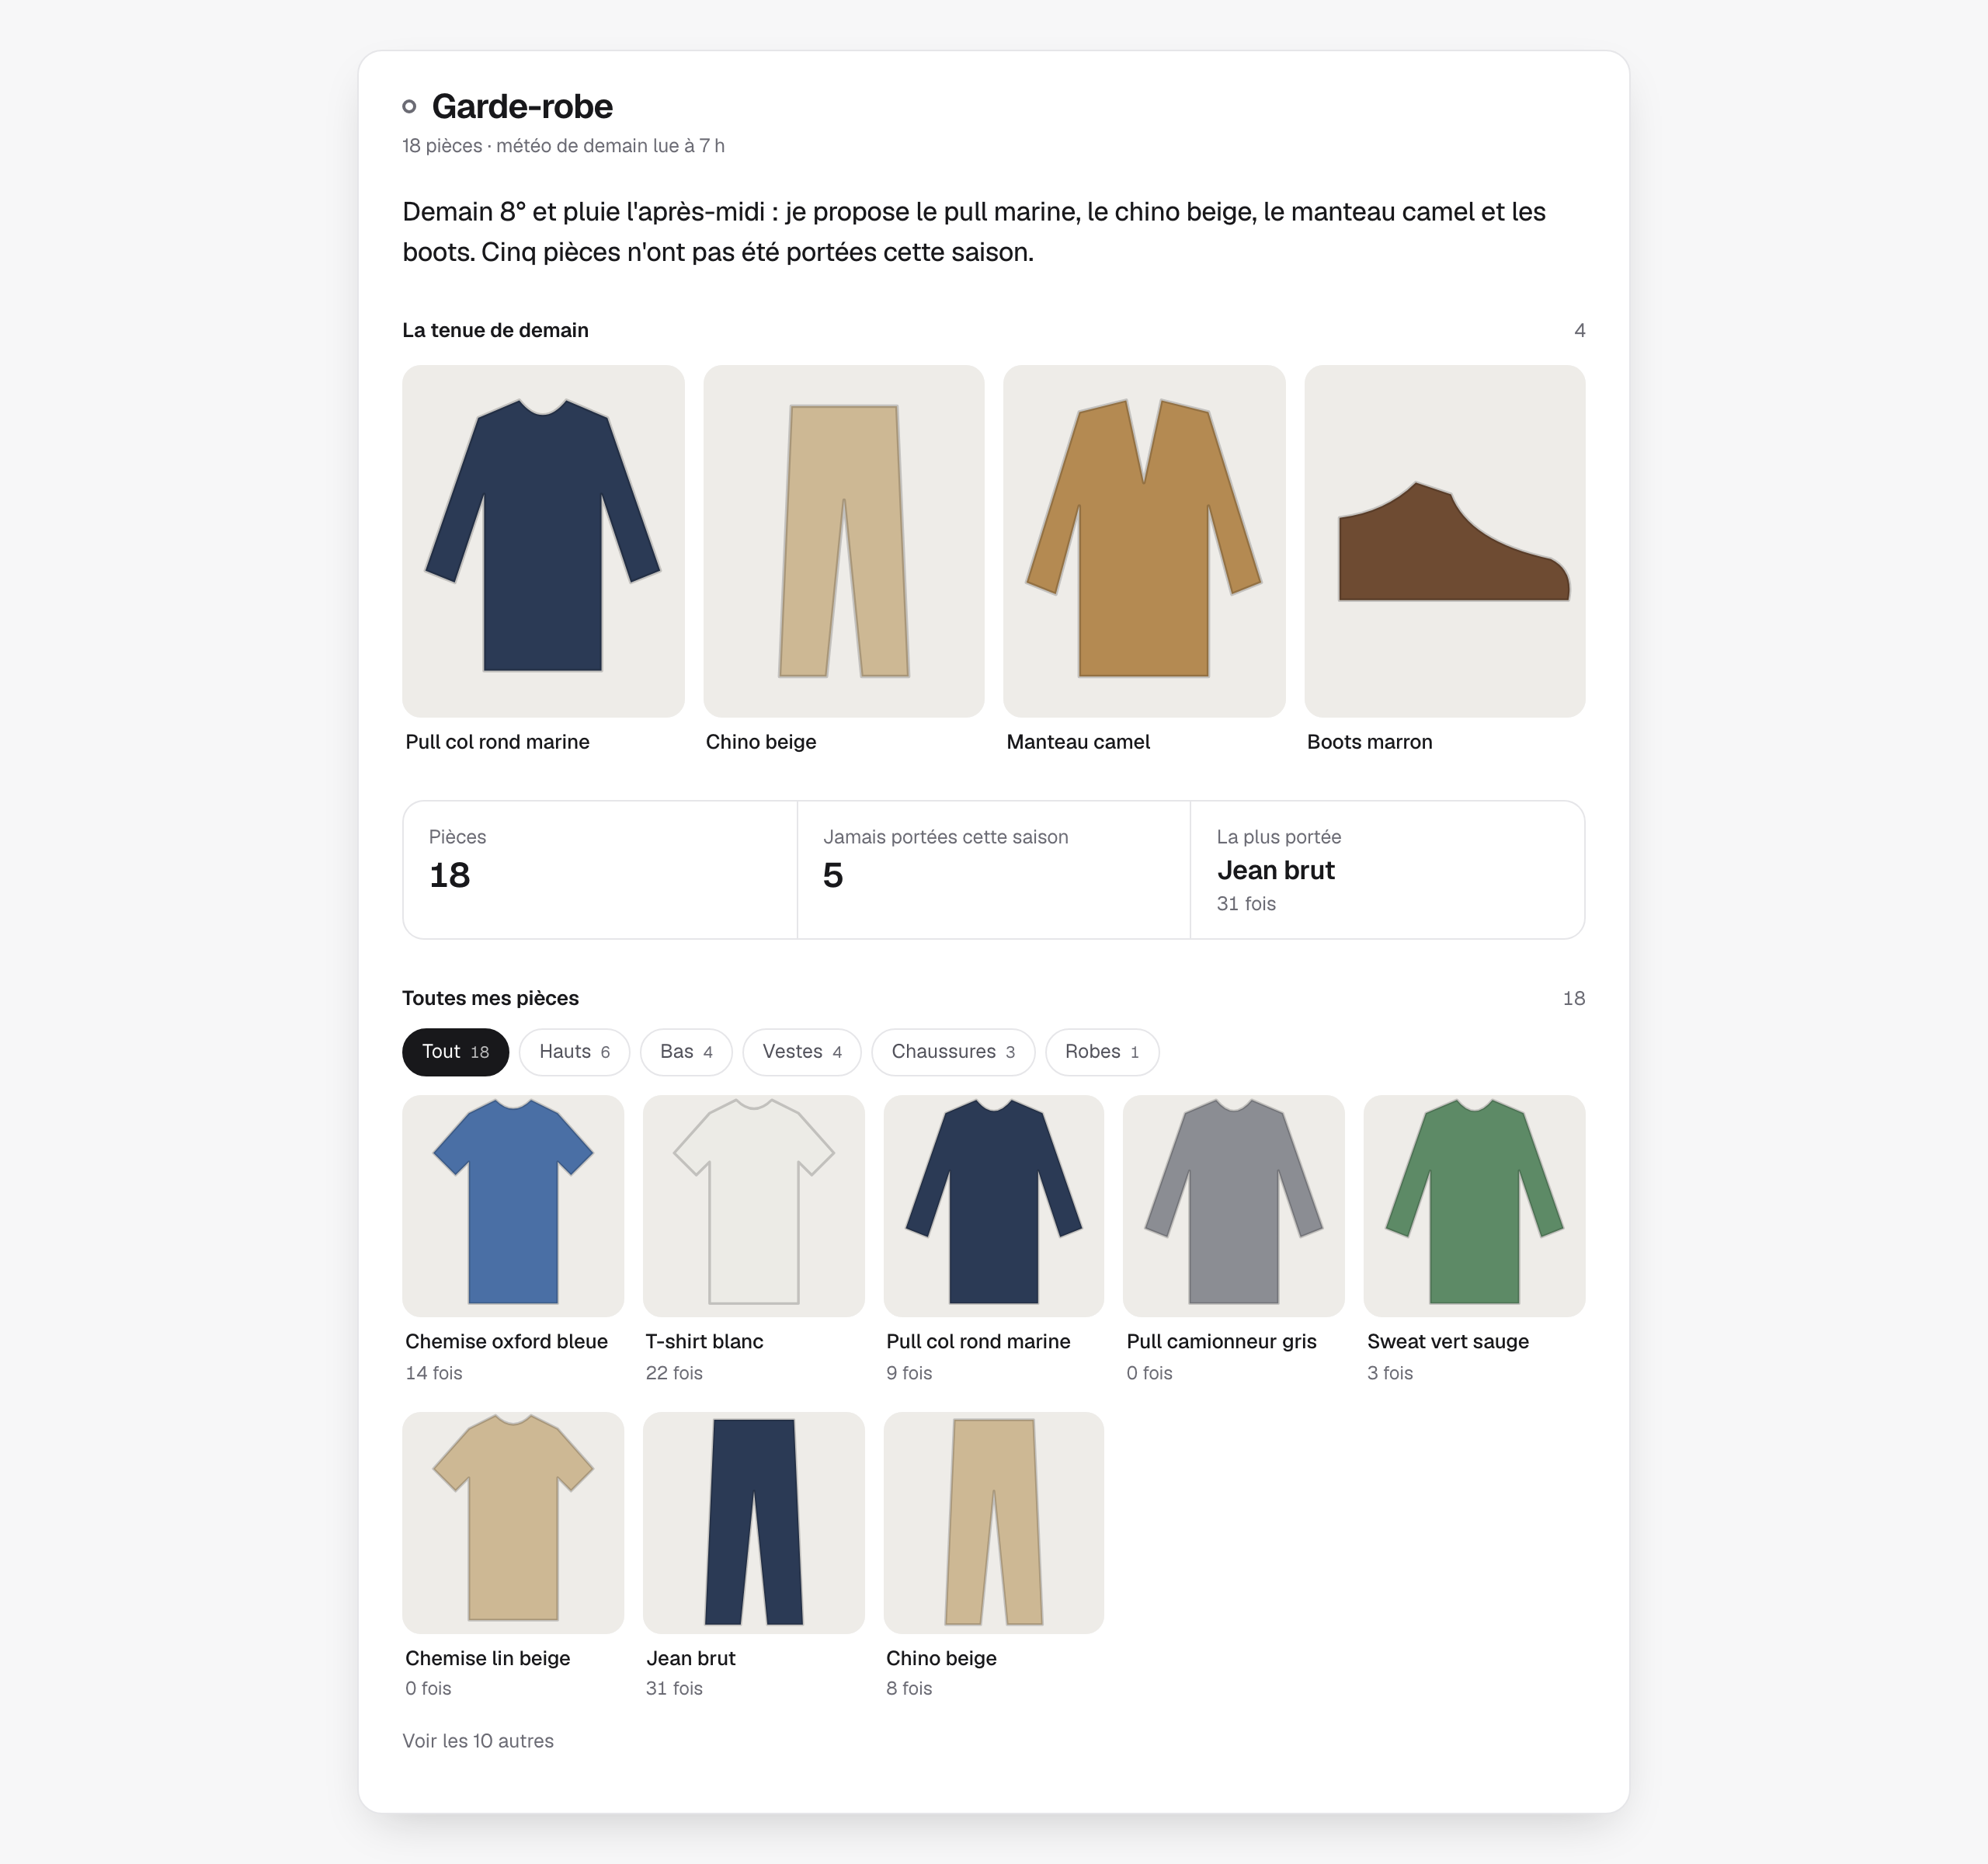 Garde-robe
18 pièces · météo de demain lue à 7 h
Demain 8° et pluie l'après-midi : je propose le pull marine, le chino beige, le manteau camel et les
boots. Cinq pièces n'ont pas été portées cette saison.
La tenue de demain 4
Pull col rond marine Chino beige Manteau camel Boots marron
Pièces Jamais portées cette saison La plus portée
18 5 Jean brut
31 fois
Toutes mes pièces 18
Tout 18 Hauts 6 Bas 4 Vestes 4 Chaussures 3 Robes 1
Chemise oxford bleue T-shirt blanc Pull col rond marine Pull camionneur gris Sweat vert sauge
14 fois 22 fois 9 fois 0 fois 3 fois
Chemise lin beige Jean brut Chino beige
0 fois 31 fois 8 fois
Voir les 10 autres